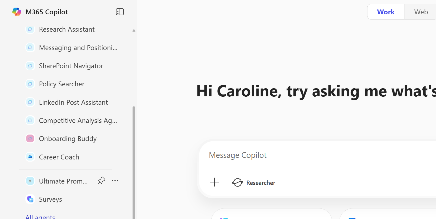 M365 Copilot
Work
Web
Research Assistant
Messaging and Positioni...
SharePoint Navigator
Policy Searcher
LinkedIn Post Assistant
Competitive Analysis Ag...
Onboarding Buddy
Career Coach
Ultimate Prom...
Surveys
All agents
Hi Caroline, try asking me what's
Message Copilot
Researcher